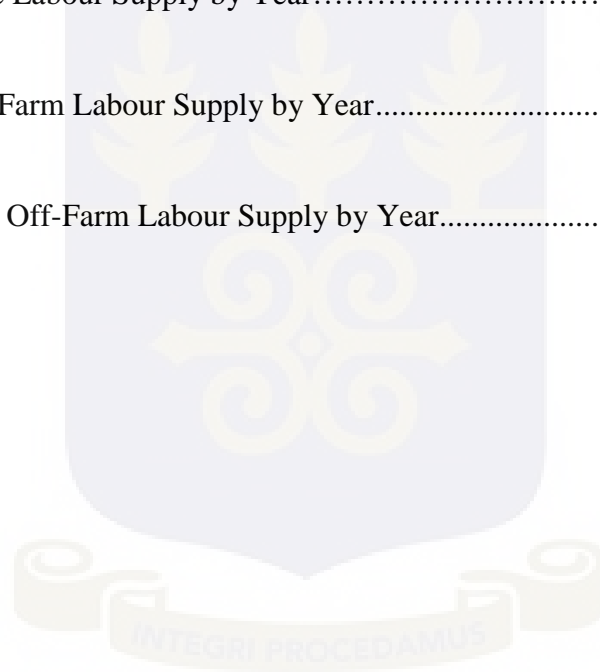 Labour Supply by Year..............................
Farm Labour Supply by Year............................
Off-Farm Labour Supply by Year....................
INTEGRI PROCEDAMUS